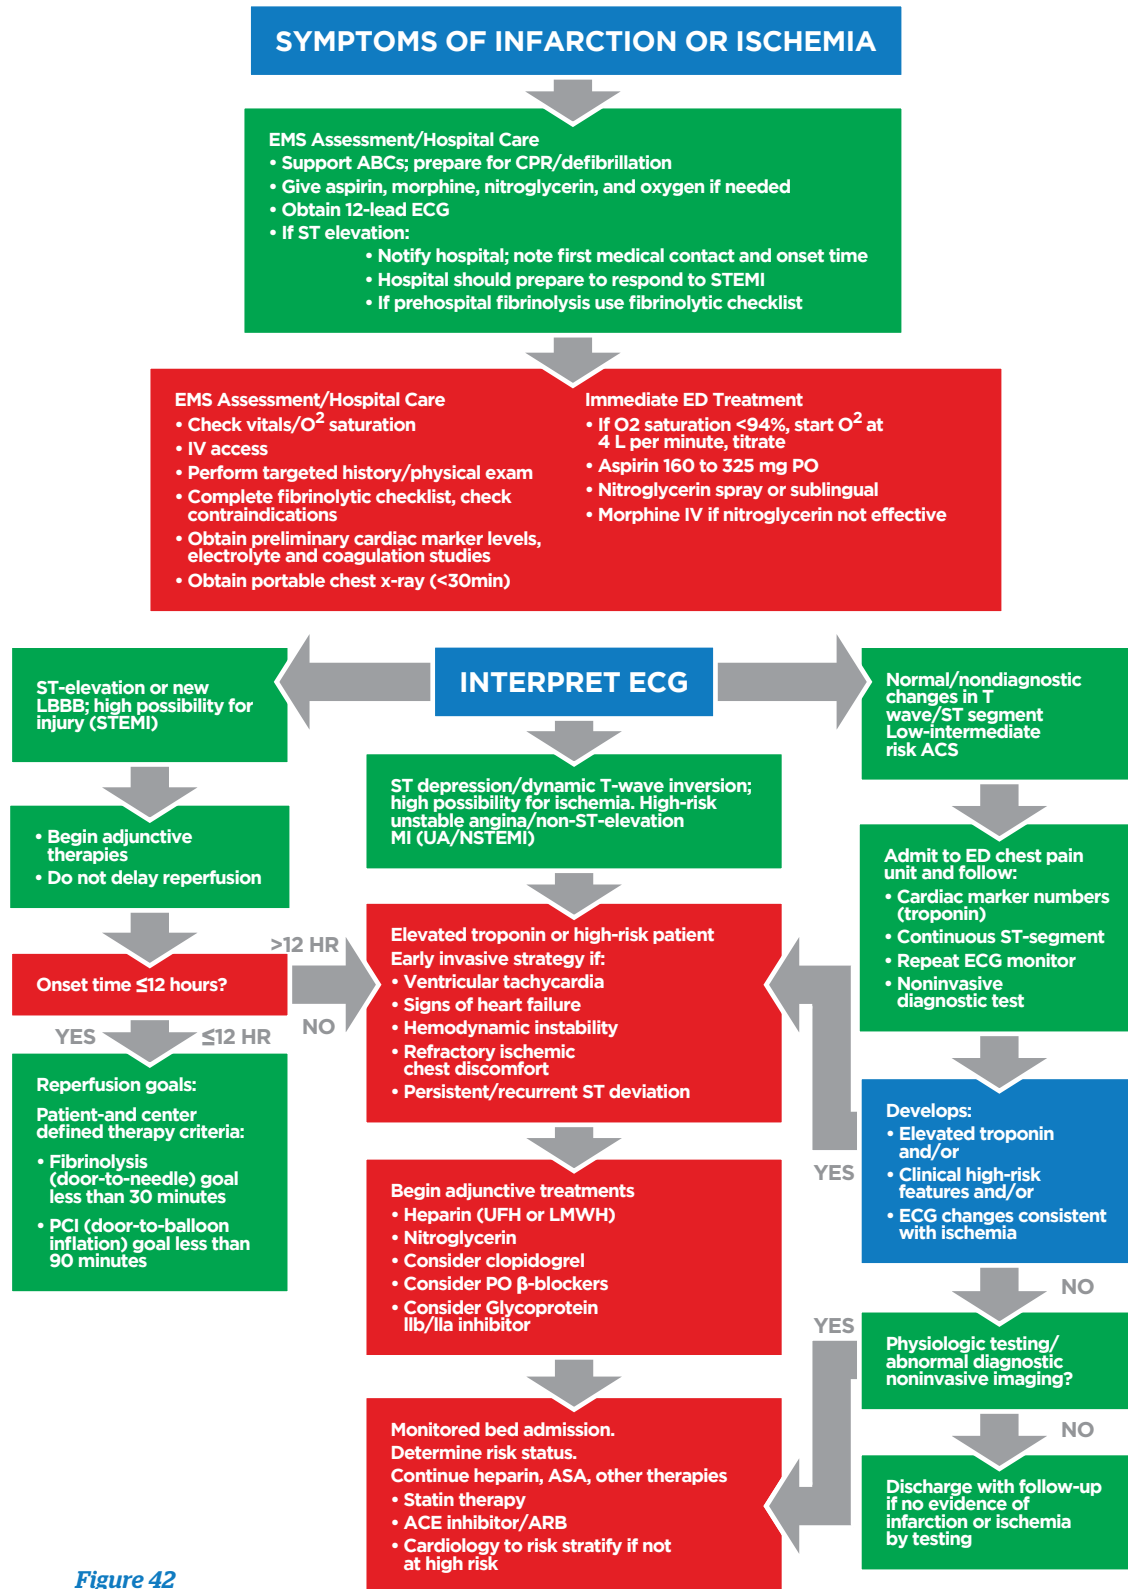 SYMPTOMS OF INFARCTION OR ISCHEMIA
EMS Assessment/Hospital Care
• Support ABCs; prepare for CPR/defibrillation
• Give aspirin, morphine, nitroglycerin, and oxygen if needed
• Obtain 12-lead ECG
• If ST elevation:
• Notify hospital; note first medical contact and onset time
• Hospital should prepare to respond to STEMI
• If prehospital fibrinolysis use fibrinolytic checklist
EMS Assessment/Hospital Care
• Check vitals/O² saturation
• IV access
• Perform targeted history/physical exam
• Complete fibrinolytic checklist, check
contraindications
• Obtain preliminary cardiac marker levels,
electrolyte and coagulation studies
• Obtain portable chest x-ray (<30min)
Immediate ED Treatment
• If O2 saturation <94%, start O² at
4 L per minute, titrate
• Aspirin 160 to 325 mg PO
• Nitroglycerin spray or sublingual
• Morphine IV if nitroglycerin not effective
INTERPRET ECG
ST-elevation or new
LBBB; high possibility for
injury (STEMI)
• Begin adjunctive
therapies
• Do not delay reperfusion
Onset time ≤12 hours?
>12 HR
NO
YES
≤12 HR
Reperfusion goals:
Patient-and center
defined therapy criteria:
• Fibrinolysis
(door-to-needle) goal
less than 30 minutes
• PCI (door-to-balloon
inflation) goal less than
90 minutes
ST depression/dynamic T-wave inversion;
high possibility for ischemia. High-risk
unstable angina/non-ST-elevation
MI (UA/NSTEMI)
Elevated troponin or high-risk patient
Early invasive strategy if:
• Ventricular tachycardia
• Signs of heart failure
• Hemodynamic instability
• Refractory ischemic
chest discomfort
• Persistent/recurrent ST deviation
Begin adjunctive treatments
• Heparin (UFH or LMWH)
• Nitroglycerin
• Consider clopidogrel
• Consider PO β-blockers
• Consider Glycoprotein
llb/lla inhibitor
Monitored bed admission.
Determine risk status.
Continue heparin, ASA, other therapies
• Statin therapy
• ACE inhibitor/ARB
• Cardiology to risk stratify if not
at high risk
Normal/nondiagnostic
changes in T
wave/ST segment
Low-intermediate
risk ACS
Admit to ED chest pain
unit and follow:
• Cardiac marker numbers
(troponin)
• Continuous ST-segment
• Repeat ECG monitor
• Noninvasive
diagnostic test
Develops:
• Elevated troponin
and/or
• Clinical high-risk
features and/or
• ECG changes consistent
with ischemia
YES
NO
Physiologic testing/
abnormal diagnostic
noninvasive imaging?
YES
NO
Discharge with follow-up
if no evidence of
infarction or ischemia
by testing
Figure 42